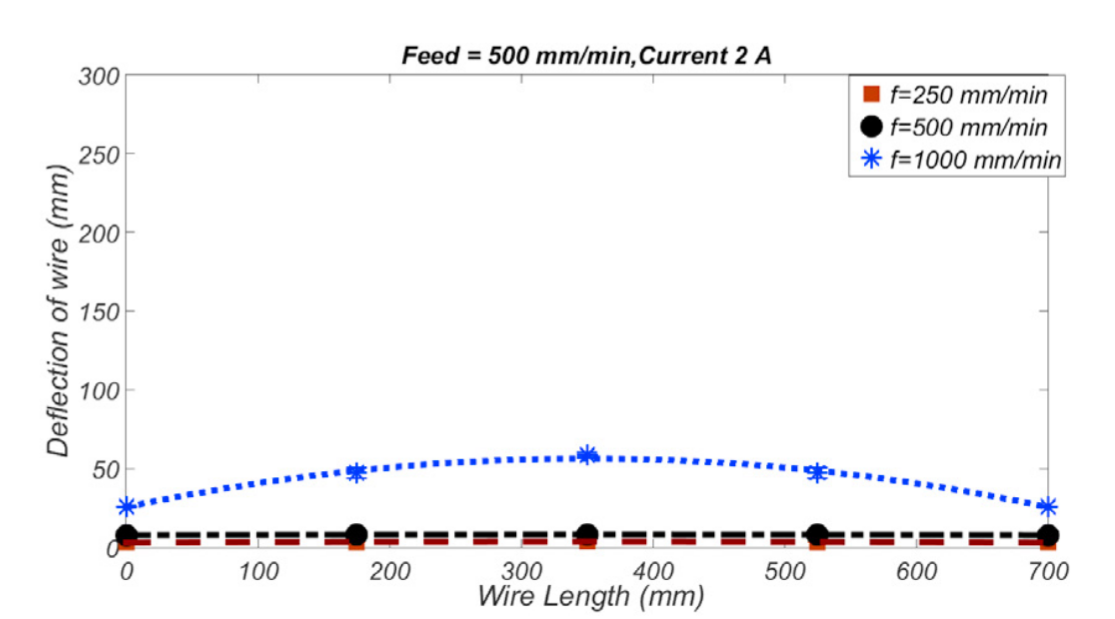 Feed = 500 mm/min,Current 2 A
300
250
200
150
100
50
0
Deflection of wire (mm)
f=250 mm/min
f=500 mm/min
f=1000 mm/min
0 100 200 300 400 500 600 700
Wire Length (mm)